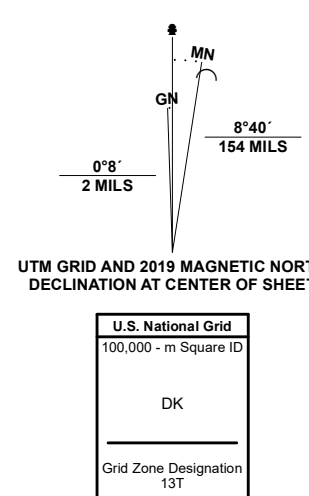 MN
GN
8°40´
154 MILS
0°8´
2 MILS
UTM GRID AND 2019 MAGNETIC NORT
DECLINATION AT CENTER OF SHEET
U.S. National Grid
100,000 - m Square ID
DK
Grid Zone Designation
13T